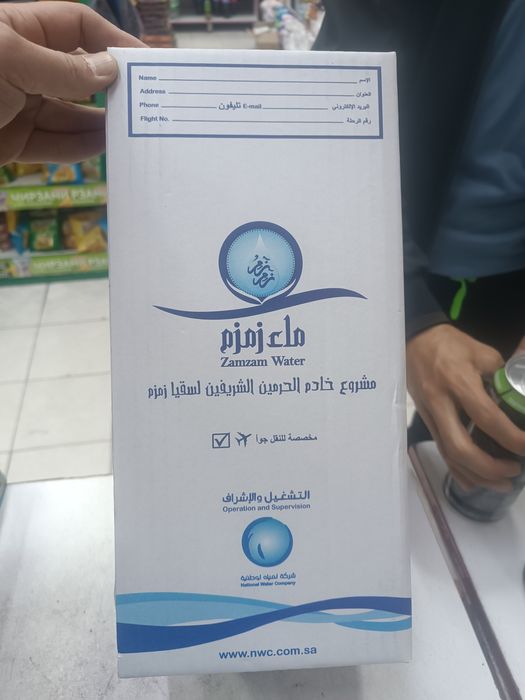 Name الإسم
Address العنوان
Phone تليفون E-mail البريد الإلكتروني
Flight No. رقم الرحلة
زمزم
ماء زمزم
Zamzam Water
مشروع خادم الحرمين الشريفين لسقيا زمزم
مخصصة للنقل جوا
التشغيل والإشراف
Operation and Supervision
شركة المياه الوطنية
National Water Company
www.nwc.com.sa